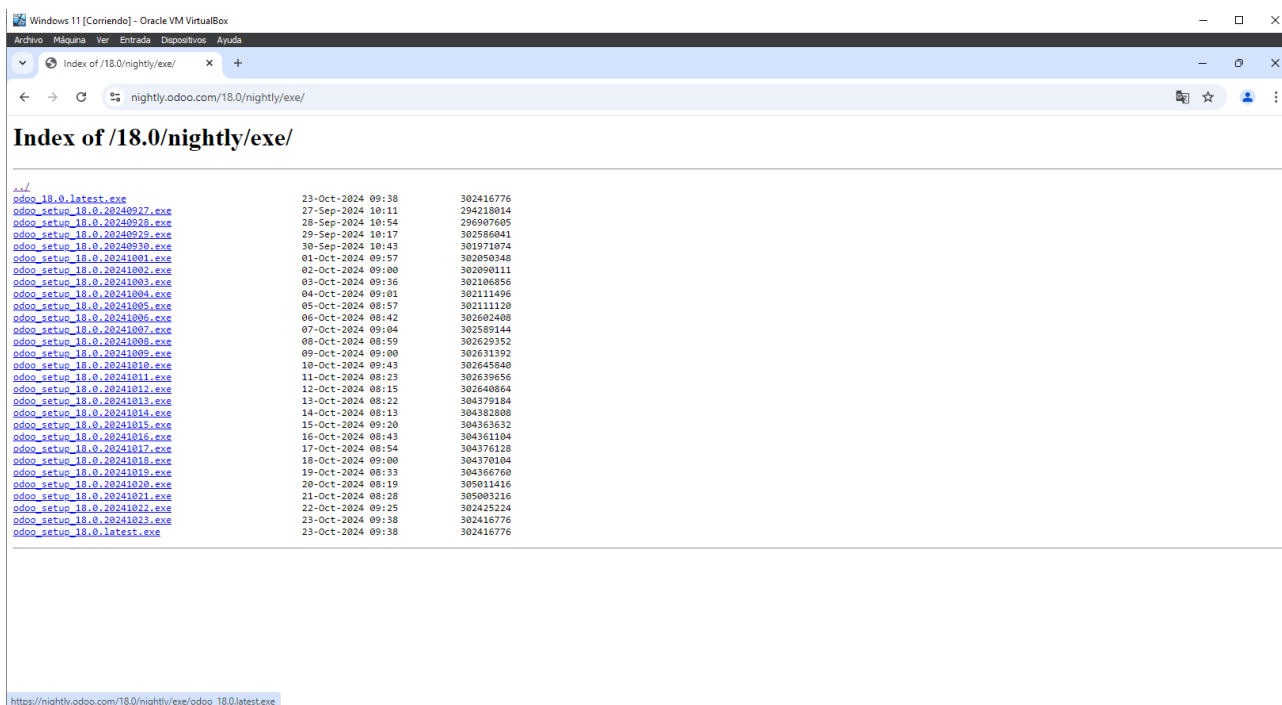 Windows 11 [Corriendo] - Oracle VM VirtualBox
Archivo Máquina Ver Entrada Dispositivos Ayuda
Index of /18.0/nightly/exe/
nightly.odoo.com/18.0/nightly/exe/
Index of /18.0/nightly/exe/
../
odoo_18.0.latest.exe 23-Oct-2024 09:38 302416776
odoo_setup_18.0.20240927.exe 27-Sep-2024 10:11 294218014
odoo_setup_18.0.20240928.exe 28-Sep-2024 10:54 296907605
odoo_setup_18.0.20240929.exe 29-Sep-2024 10:17 302586041
odoo_setup_18.0.20240930.exe 30-Sep-2024 10:43 301971074
odoo_setup_18.0.20241001.exe 01-Oct-2024 09:57 302050348
odoo_setup_18.0.20241002.exe 02-Oct-2024 09:00 302090111
odoo_setup_18.0.20241003.exe 03-Oct-2024 09:36 302106856
odoo_setup_18.0.20241004.exe 04-Oct-2024 09:01 302111496
odoo_setup_18.0.20241005.exe 05-Oct-2024 08:57 302111120
odoo_setup_18.0.20241006.exe 06-Oct-2024 08:42 302602408
odoo_setup_18.0.20241007.exe 07-Oct-2024 09:04 302589144
odoo_setup_18.0.20241008.exe 08-Oct-2024 08:59 302629352
odoo_setup_18.0.20241009.exe 09-Oct-2024 09:00 302631392
odoo_setup_18.0.20241010.exe 10-Oct-2024 09:43 302645840
odoo_setup_18.0.20241011.exe 11-Oct-2024 08:23 302639656
odoo_setup_18.0.20241012.exe 12-Oct-2024 08:15 302640864
odoo_setup_18.0.20241013.exe 13-Oct-2024 08:22 304379184
odoo_setup_18.0.20241014.exe 14-Oct-2024 08:13 304382808
odoo_setup_18.0.20241015.exe 15-Oct-2024 09:20 304363632
odoo_setup_18.0.20241016.exe 16-Oct-2024 08:43 304361104
odoo_setup_18.0.20241017.exe 17-Oct-2024 08:54 304376128
odoo_setup_18.0.20241018.exe 18-Oct-2024 09:00 304370104
odoo_setup_18.0.20241019.exe 19-Oct-2024 08:33 304366760
odoo_setup_18.0.20241020.exe 20-Oct-2024 08:19 305011416
odoo_setup_18.0.20241021.exe 21-Oct-2024 08:28 305003216
odoo_setup_18.0.20241022.exe 22-Oct-2024 09:25 302425224
odoo_setup_18.0.20241023.exe 23-Oct-2024 09:38 302416776
odoo_setup_18.0.latest.exe 23-Oct-2024 09:38 302416776
https://nightly.odoo.com/18.0/nightly/exe/odoo_18.0.latest.exe